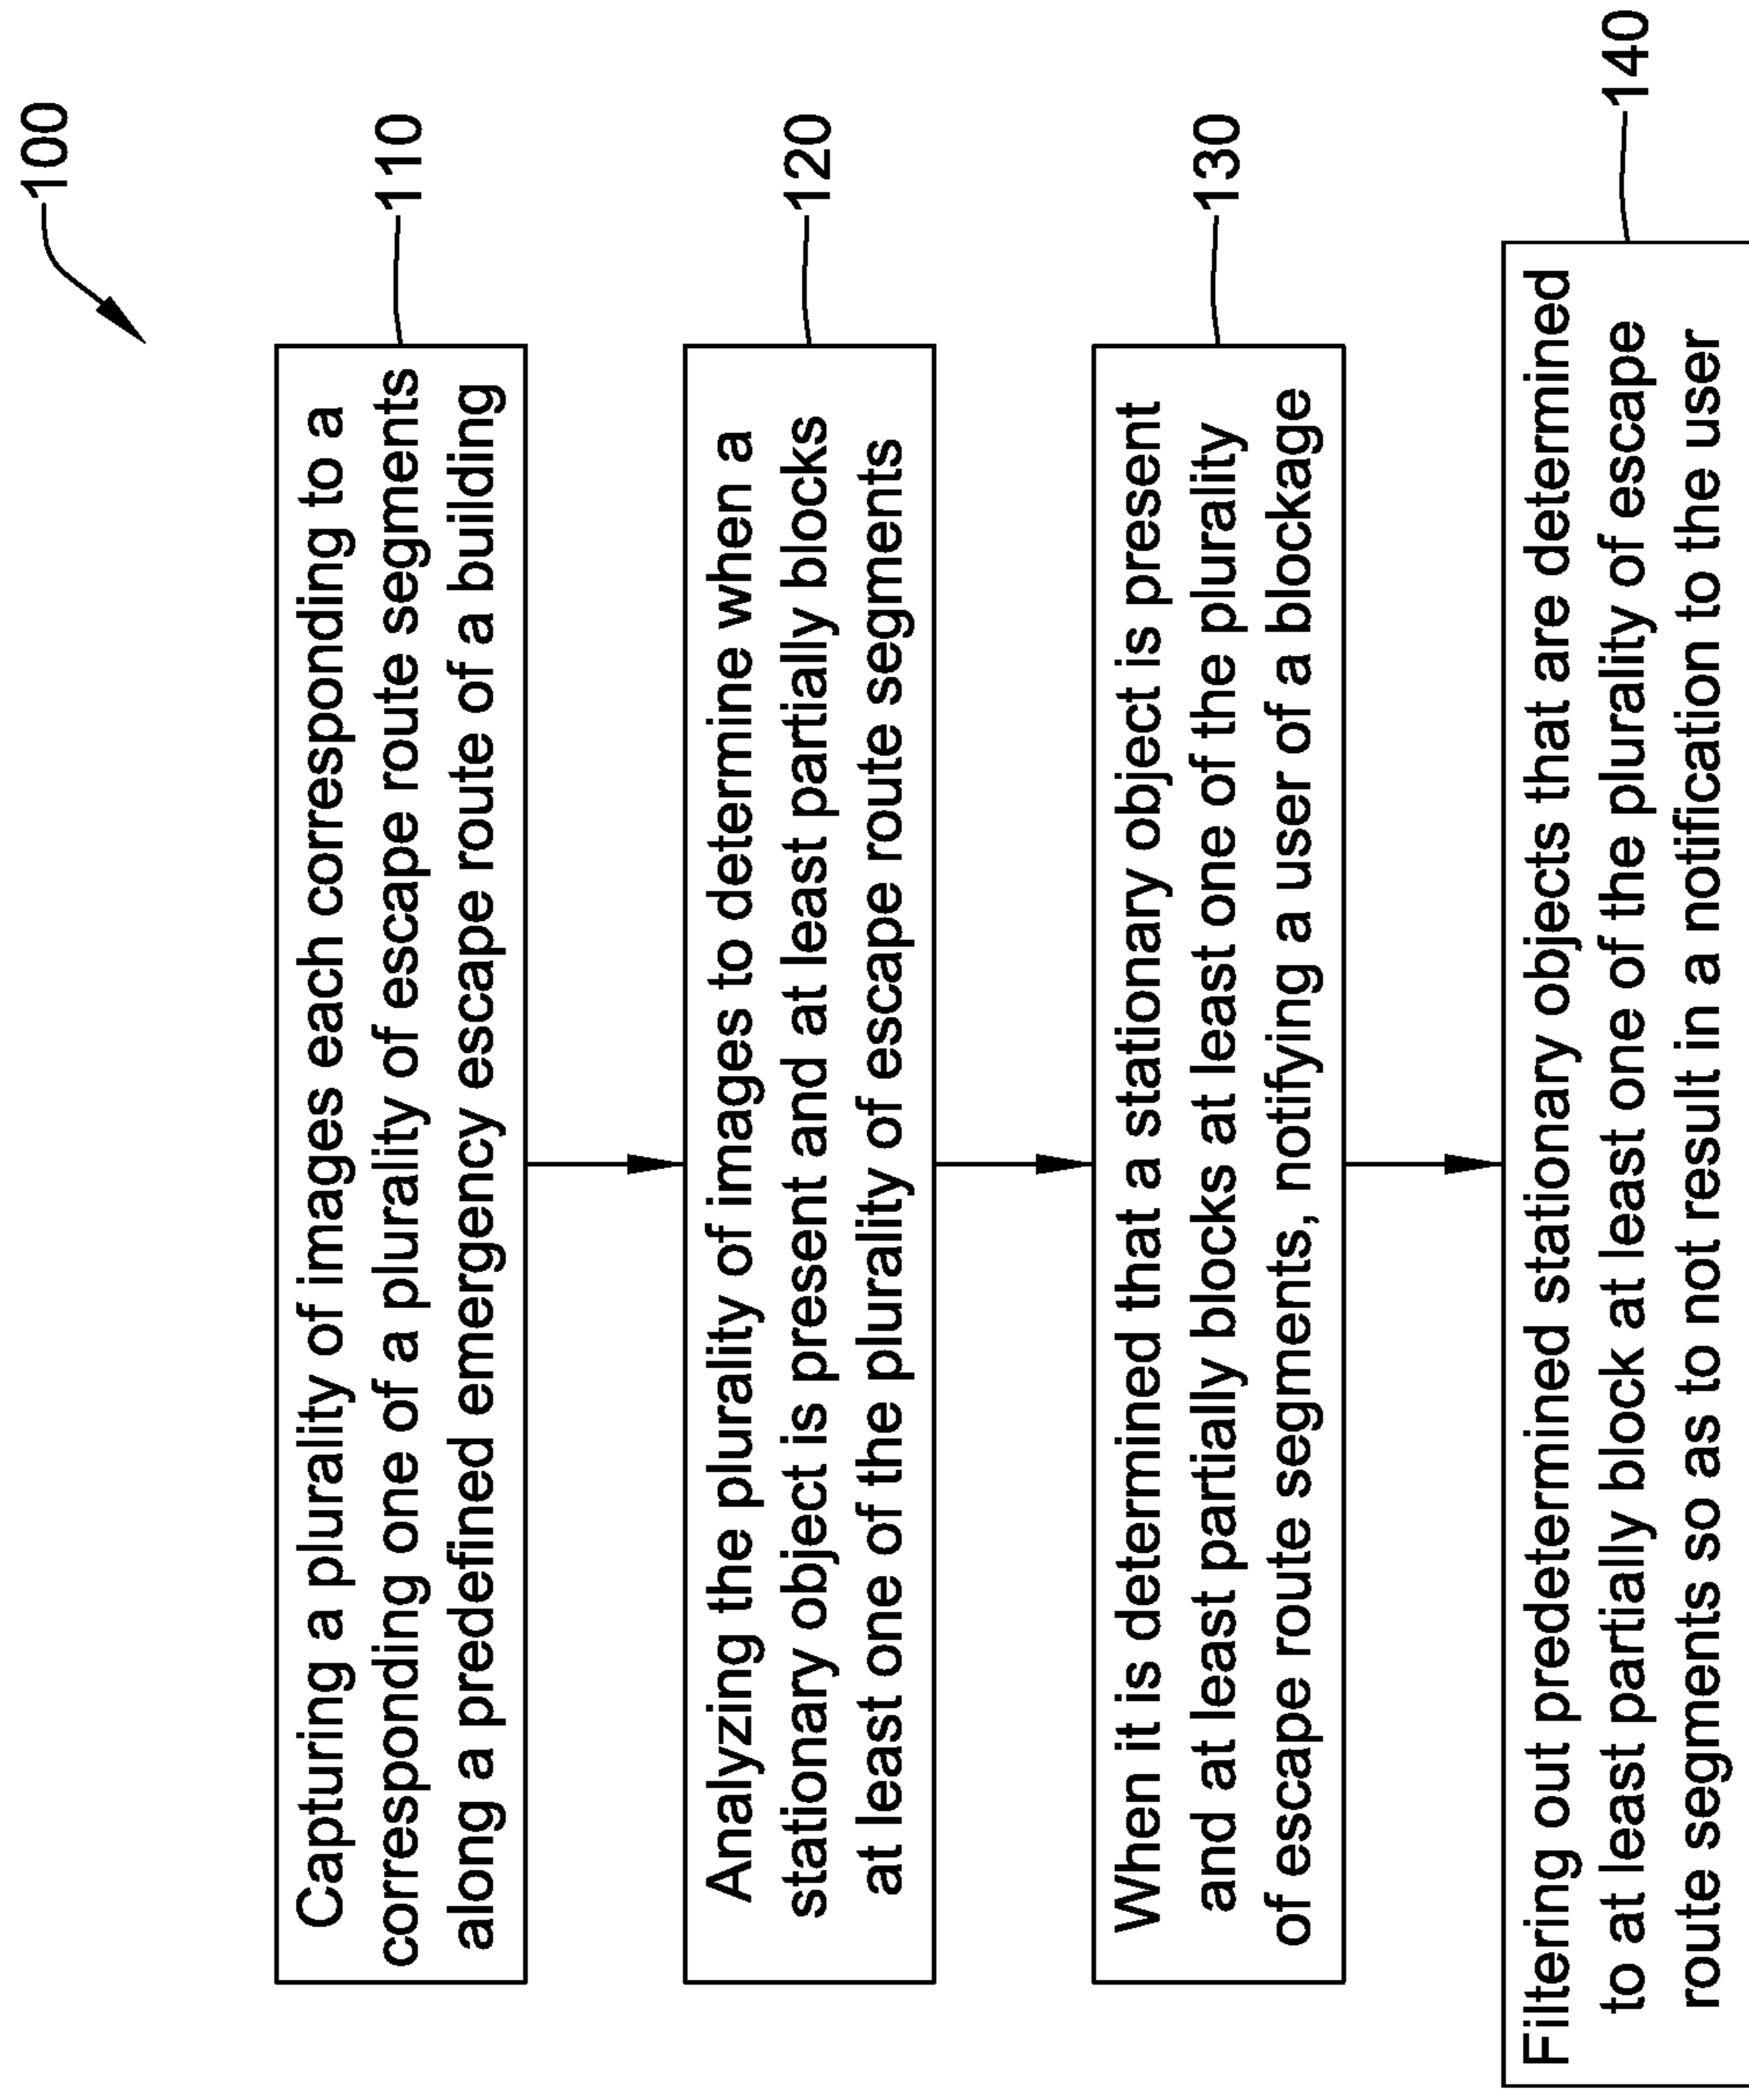 100
Capturing a plurality of images each corresponding to a
corresponding one of a plurality of escape route segments
along a predefined emergency escape route of a building
110
Analyzing the plurality of images to determine when a
stationary object is present and at least partially blocks
at least one of the plurality of escape route segments
120
When it is determined that a stationary object is present
and at least partially blocks at least one of the plurality
of escape route segments, notifying a user of a blockage
130
Filtering out predetermined stationary objects that are determined
to at least partially block at least one of the plurality of escape
route segments so as to not result in a notification to the user
140